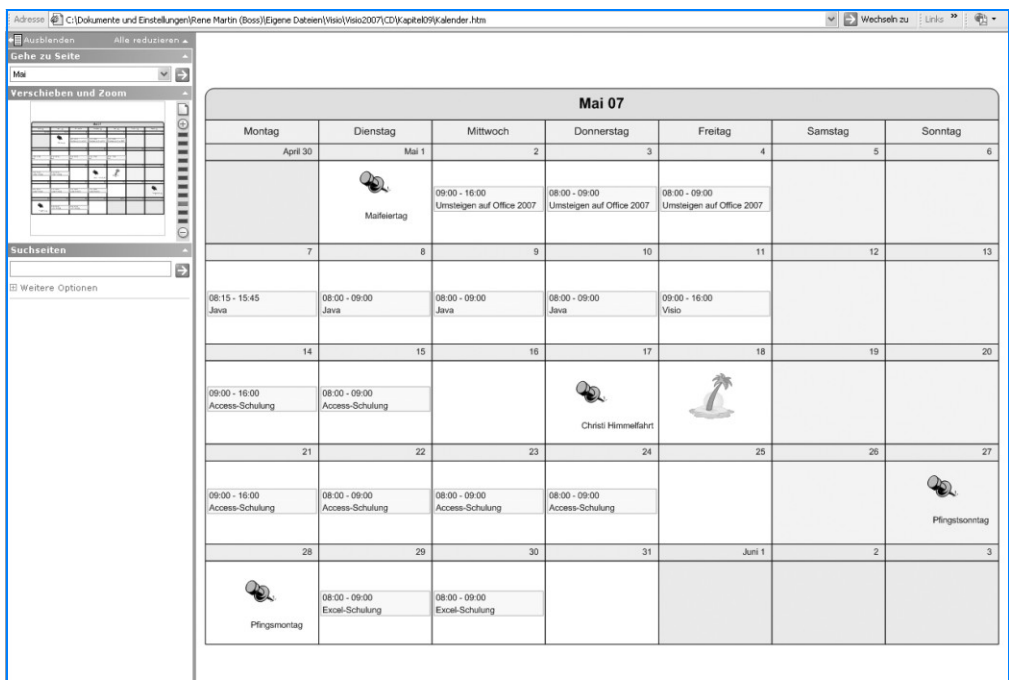 Adresse C:\Dokumente und Einstellungen\Rene Martin (Boss)\Eigene Dateien\Visio\Visio2007\CD\Kapitel09\Kalender.htm Wechseln zu Links »
Ausblenden Alle reduzieren
Gehe zu Seite
Mai
Verschieben und Zoom
Suchseiten
Weitere Optionen
Mai 07
Montag Dienstag Mittwoch Donnerstag Freitag Samstag Sonntag
April 30 Mai 1 2 3 4 5 6
Maifeiertag
09:00 - 16:00
Umsteigen auf Office 2007
08:00 - 09:00
Umsteigen auf Office 2007
08:00 - 09:00
Umsteigen auf Office 2007
7 8 9 10 11 12 13
08:15 - 15:45
Java
08:00 - 09:00
Java
08:00 - 09:00
Java
08:00 - 09:00
Java
09:00 - 16:00
Visio
14 15 16 17 18 19 20
09:00 - 16:00
Access-Schulung
08:00 - 09:00
Access-Schulung
Christi Himmelfahrt
21 22 23 24 25 26 27
09:00 - 16:00
Access-Schulung
08:00 - 09:00
Access-Schulung
08:00 - 09:00
Access-Schulung
08:00 - 09:00
Access-Schulung
Pfingstsonntag
28 29 30 31 Juni 1 2 3
Pfingsmontag
08:00 - 09:00
Excel-Schulung
08:00 - 09:00
Excel-Schulung